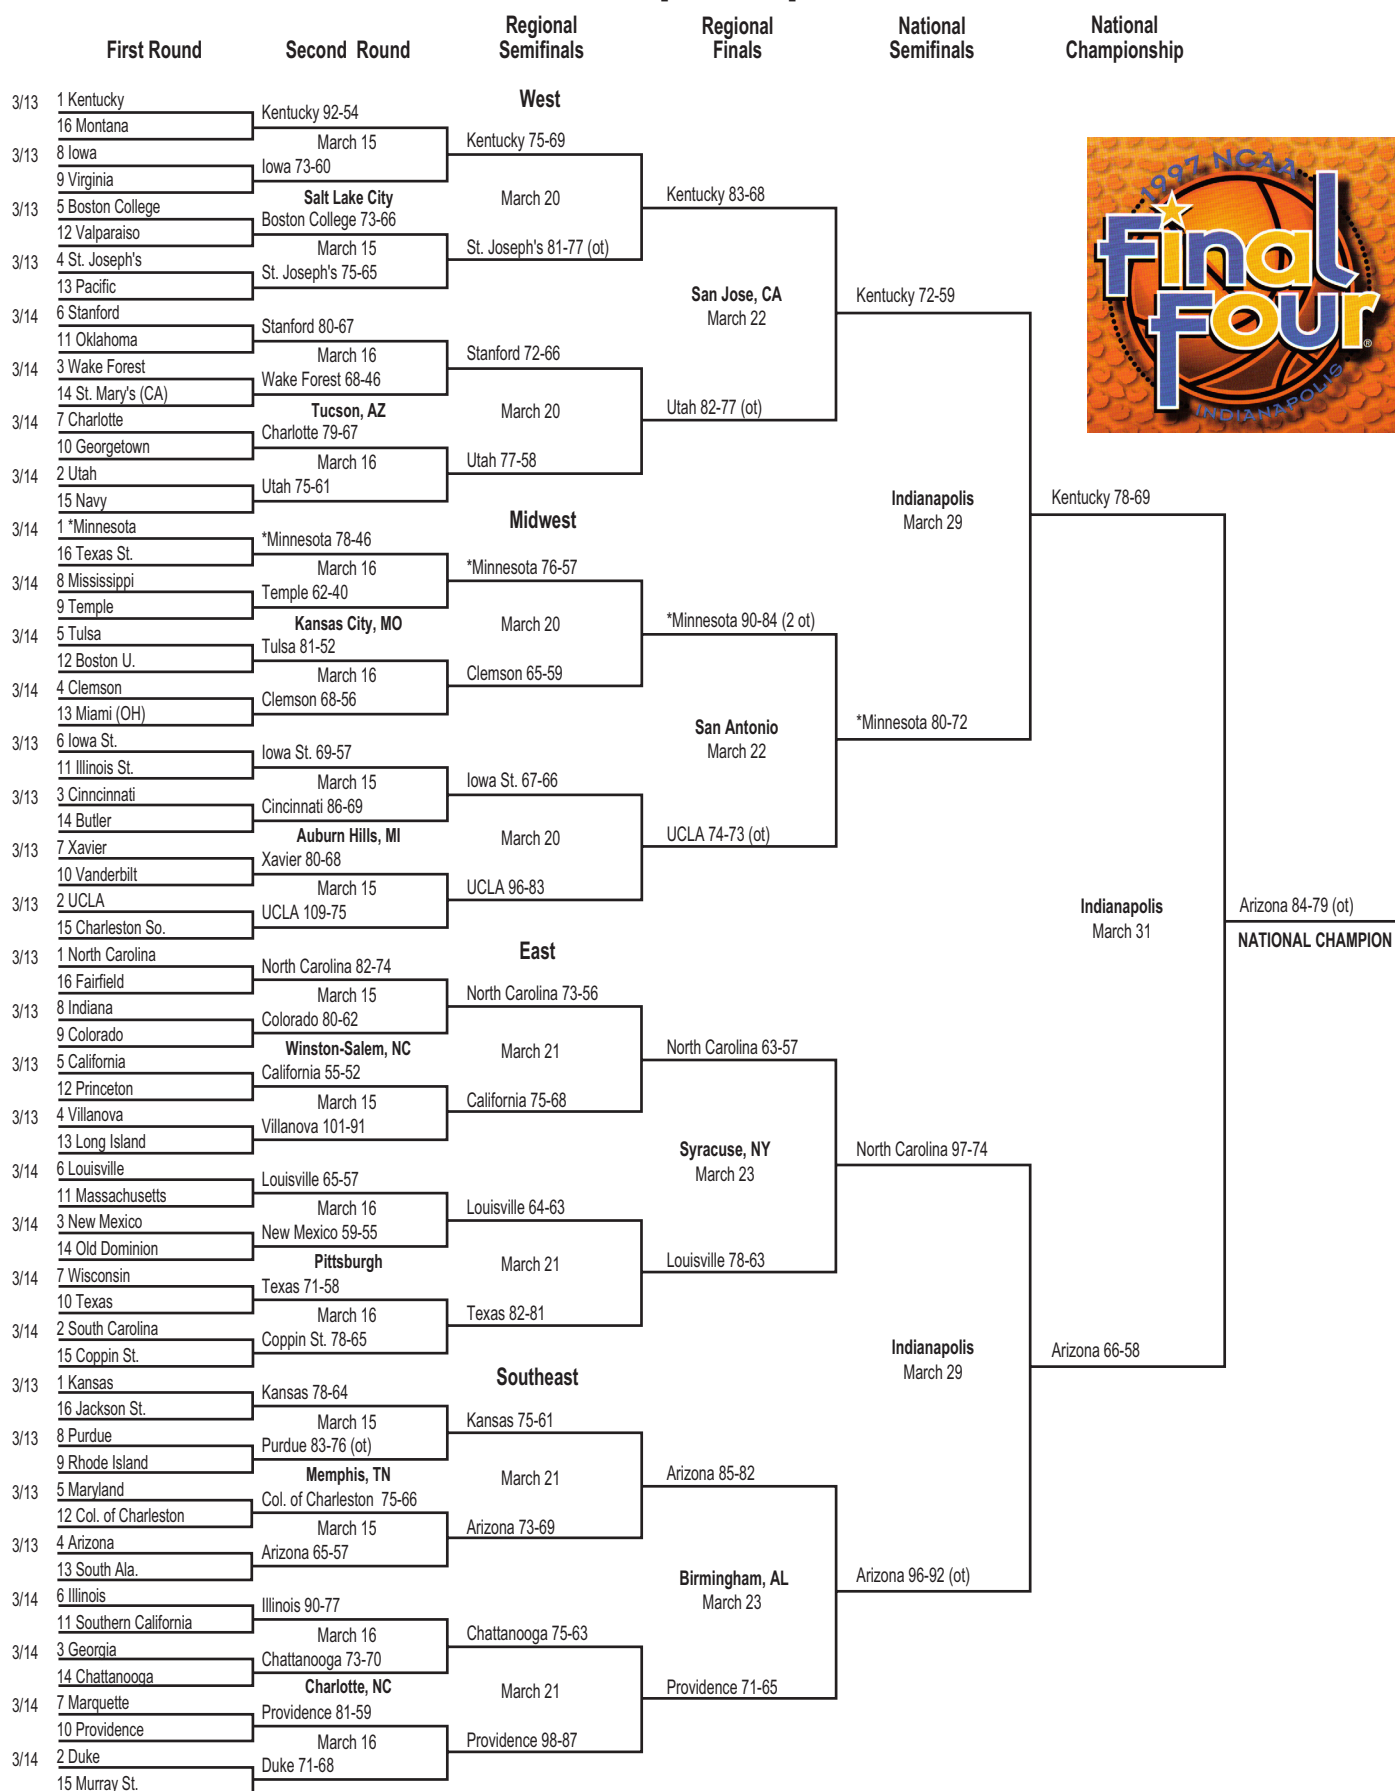 First Round
Second Round
Regional
Semifinals
Regional
Finals
National
Semifinals
National
Championship
3/13
1 Kentucky
16 Montana
3/13
8 Iowa
9 Virginia
3/13
5 Boston College
12 Valparaiso
3/13
4 St. Joseph's
13 Pacific
3/14
6 Stanford
11 Oklahoma
3/14
3 Wake Forest
14 St. Mary's (CA)
3/14
7 Charlotte
10 Georgetown
3/14
2 Utah
15 Navy
3/14
1 *Minnesota
16 Texas St.
3/14
8 Mississippi
9 Temple
3/14
5 Tulsa
12 Boston U.
3/14
4 Clemson
13 Miami (OH)
3/13
6 Iowa St.
11 Illinois St.
3/13
3 Cinncinnati
14 Butler
3/13
7 Xavier
10 Vanderbilt
3/13
2 UCLA
15 Charleston So.
3/13
1 North Carolina
16 Fairfield
3/13
8 Indiana
9 Colorado
3/13
5 California
12 Princeton
3/13
4 Villanova
13 Long Island
3/14
6 Louisville
11 Massachusetts
3/14
3 New Mexico
14 Old Dominion
3/14
7 Wisconsin
10 Texas
3/14
2 South Carolina
15 Coppin St.
3/13
1 Kansas
16 Jackson St.
3/13
8 Purdue
9 Rhode Island
3/13
5 Maryland
12 Col. of Charleston
3/13
4 Arizona
13 South Ala.
3/14
6 Illinois
11 Southern California
3/14
3 Georgia
14 Chattanooga
3/14
7 Marquette
10 Providence
3/14
2 Duke
15 Murray St.
Kentucky 92-54
March 15
Iowa 73-60
Salt Lake City
Boston College 73-66
March 15
St. Joseph's 75-65
Stanford 80-67
March 16
Wake Forest 68-46
Tucson, AZ
Charlotte 79-67
March 16
Utah 75-61
*Minnesota 78-46
March 16
Temple 62-40
Kansas City, MO
Tulsa 81-52
March 16
Clemson 68-56
Iowa St. 69-57
March 15
Cincinnati 86-69
Auburn Hills, MI
Xavier 80-68
March 15
UCLA 109-75
North Carolina 82-74
March 15
Colorado 80-62
Winston-Salem, NC
California 55-52
March 15
Villanova 101-91
Louisville 65-57
March 16
New Mexico 59-55
Pittsburgh
Texas 71-58
March 16
Coppin St. 78-65
Kansas 78-64
March 15
Purdue 83-76 (ot)
Memphis, TN
Col. of Charleston 75-66
March 15
Arizona 65-57
Illinois 90-77
March 16
Chattanooga 73-70
Charlotte, NC
Providence 81-59
March 16
Duke 71-68
West
Kentucky 75-69
March 20
St. Joseph's 81-77 (ot)
Stanford 72-66
March 20
Utah 77-58
Midwest
*Minnesota 76-57
March 20
Clemson 65-59
Iowa St. 67-66
March 20
UCLA 96-83
East
North Carolina 73-56
March 21
California 75-68
Louisville 64-63
March 21
Texas 82-81
Southeast
Kansas 75-61
March 21
Arizona 73-69
Chattanooga 75-63
March 21
Providence 98-87
Kentucky 83-68
San Jose, CA
March 22
Utah 82-77 (ot)
*Minnesota 90-84 (2 ot)
San Antonio
March 22
UCLA 74-73 (ot)
North Carolina 63-57
Syracuse, NY
March 23
Louisville 78-63
Arizona 85-82
Birmingham, AL
March 23
Providence 71-65
Kentucky 72-59
Indianapolis
March 29
*Minnesota 80-72
North Carolina 97-74
Indianapolis
March 29
Arizona 96-92 (ot)
1997 NCAA
Final
Four®
INDIANAPOLIS
Kentucky 78-69
Indianapolis
March 31
Arizona 66-58
Arizona 84-79 (ot)
NATIONAL CHAMPION